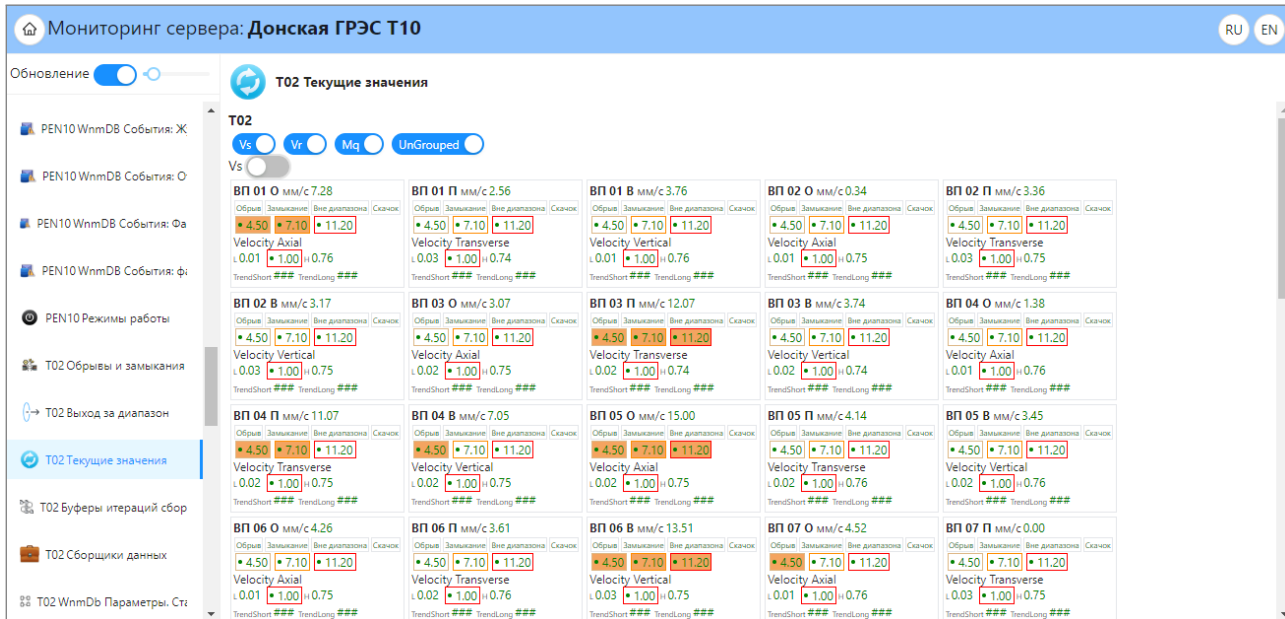 Мониторинг сервера: Донская ГРЭС Т10
RU EN
Обновление
PEN10 WnmDB События: Ж
PEN10 WnmDB События: О
PEN10 WnmDB События: Фа
PEN10 WnmDB События: ф
PEN10 Режимы работы
T02 Обрывы и замыкания
T02 Выход за диапазон
T02 Текущие значения
T02 Буферы итераций сбор
T02 Сборщики данных
T02 WnmDb Параметры. Ста
T02 Текущие значения
T02
Vs Vr Mq UnGrouped
Vs
ВП 01 О мм/с 7.28 ВП 01 П мм/с 2.56 ВП 01 В мм/с 3.76 ВП 02 О мм/с 0.34 ВП 02 П мм/с 3.36
Обрыв Замыкание Вне диапазона Скачок Обрыв Замыкание Вне диапазона Скачок Обрыв Замыкание Вне диапазона Скачок Обрыв Замыкание Вне диапазона Скачок Обрыв Замыкание Вне диапазона Скачок
• 4.50 • 7.10 • 11.20 • 4.50 • 7.10 • 11.20 • 4.50 • 7.10 • 11.20 • 4.50 • 7.10 • 11.20 • 4.50 • 7.10 • 11.20
Velocity Axial Velocity Transverse Velocity Vertical Velocity Axial Velocity Transverse
L 0.01 • 1.00 H 0.76 L 0.03 • 1.00 H 0.74 L 0.01 • 1.00 H 0.76 L 0.01 • 1.00 H 0.75 L 0.03 • 1.00 H 0.75
TrendShort ### TrendLong ### TrendShort ### TrendLong ### TrendShort ### TrendLong ### TrendShort ### TrendLong ### TrendShort ### TrendLong ###
ВП 02 В мм/с 3.17 ВП 03 О мм/с 3.07 ВП 03 П мм/с 12.07 ВП 03 В мм/с 3.74 ВП 04 О мм/с 1.38
Обрыв Замыкание Вне диапазона Скачок Обрыв Замыкание Вне диапазона Скачок Обрыв Замыкание Вне диапазона Скачок Обрыв Замыкание Вне диапазона Скачок Обрыв Замыкание Вне диапазона Скачок
• 4.50 • 7.10 • 11.20 • 4.50 • 7.10 • 11.20 • 4.50 • 7.10 • 11.20 • 4.50 • 7.10 • 11.20 • 4.50 • 7.10 • 11.20
Velocity Vertical Velocity Axial Velocity Transverse Velocity Vertical Velocity Axial
L 0.03 • 1.00 H 0.75 L 0.02 • 1.00 H 0.75 L 0.02 • 1.00 H 0.74 L 0.02 • 1.00 H 0.74 L 0.01 • 1.00 H 0.76
TrendShort ### TrendLong ### TrendShort ### TrendLong ### TrendShort ### TrendLong ### TrendShort ### TrendLong ### TrendShort ### TrendLong ###
ВП 04 П мм/с 11.07 ВП 04 В мм/с 7.05 ВП 05 О мм/с 15.00 ВП 05 П мм/с 4.14 ВП 05 В мм/с 3.45
Обрыв Замыкание Вне диапазона Скачок Обрыв Замыкание Вне диапазона Скачок Обрыв Замыкание Вне диапазона Скачок Обрыв Замыкание Вне диапазона Скачок Обрыв Замыкание Вне диапазона Скачок
• 4.50 • 7.10 • 11.20 • 4.50 • 7.10 • 11.20 • 4.50 • 7.10 • 11.20 • 4.50 • 7.10 • 11.20 • 4.50 • 7.10 • 11.20
Velocity Transverse Velocity Vertical Velocity Axial Velocity Transverse Velocity Vertical
L 0.02 • 1.00 H 0.75 L 0.02 • 1.00 H 0.75 L 0.02 • 1.00 H 0.75 L 0.02 • 1.00 H 0.76 L 0.02 • 1.00 H 0.76
TrendShort ### TrendLong ### TrendShort ### TrendLong ### TrendShort ### TrendLong ### TrendShort ### TrendLong ### TrendShort ### TrendLong ###
ВП 06 О мм/с 4.26 ВП 06 П мм/с 3.61 ВП 06 В мм/с 13.51 ВП 07 О мм/с 4.52 ВП 07 П мм/с 0.00
Обрыв Замыкание Вне диапазона Скачок Обрыв Замыкание Вне диапазона Скачок Обрыв Замыкание Вне диапазона Скачок Обрыв Замыкание Вне диапазона Скачок Обрыв Замыкание Вне диапазона Скачок
• 4.50 • 7.10 • 11.20 • 4.50 • 7.10 • 11.20 • 4.50 • 7.10 • 11.20 • 4.50 • 7.10 • 11.20 • 4.50 • 7.10 • 11.20
Velocity Axial Velocity Transverse Velocity Vertical Velocity Axial Velocity Transverse
L 0.01 • 1.00 H 0.75 L 0.02 • 1.00 H 0.76 L 0.01 • 1.00 H 0.75 L 0.01 • 1.00 H 0.76 L 0.03 • 1.00 H 0.75
TrendShort ### TrendLong ### TrendShort ### TrendLong ### TrendShort ### TrendLong ### TrendShort ### TrendLong ### TrendShort ### TrendLong ###